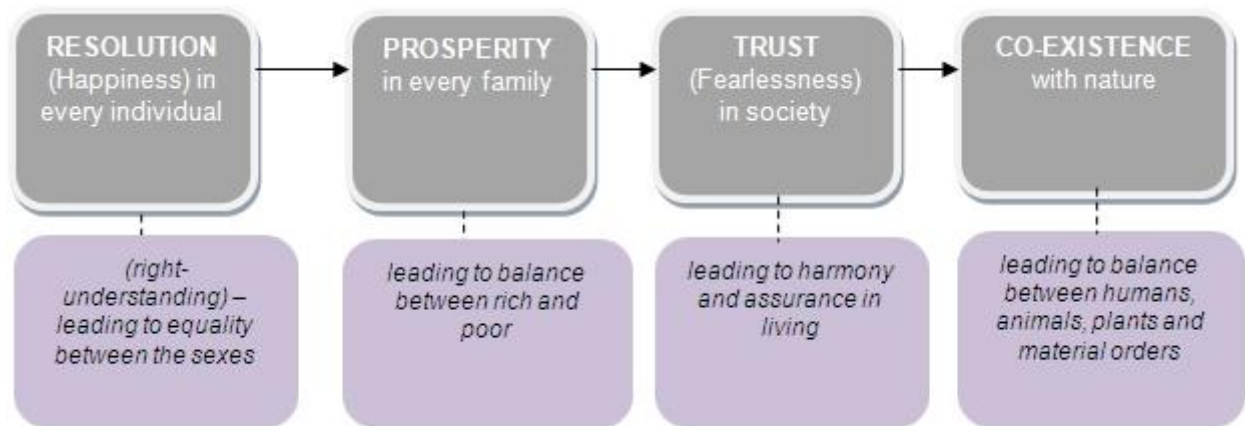 RESOLUTION
(Happiness) in
every individual
PROSPERITY
in every family
TRUST
(Fearlessness)
in society
CO-EXISTENCE
with nature
(right-
understanding) –
leading to equality
between the sexes
leading to balance
between rich and
poor
leading to harmony
and assurance in
living
leading to balance
between humans,
animals, plants and
material orders